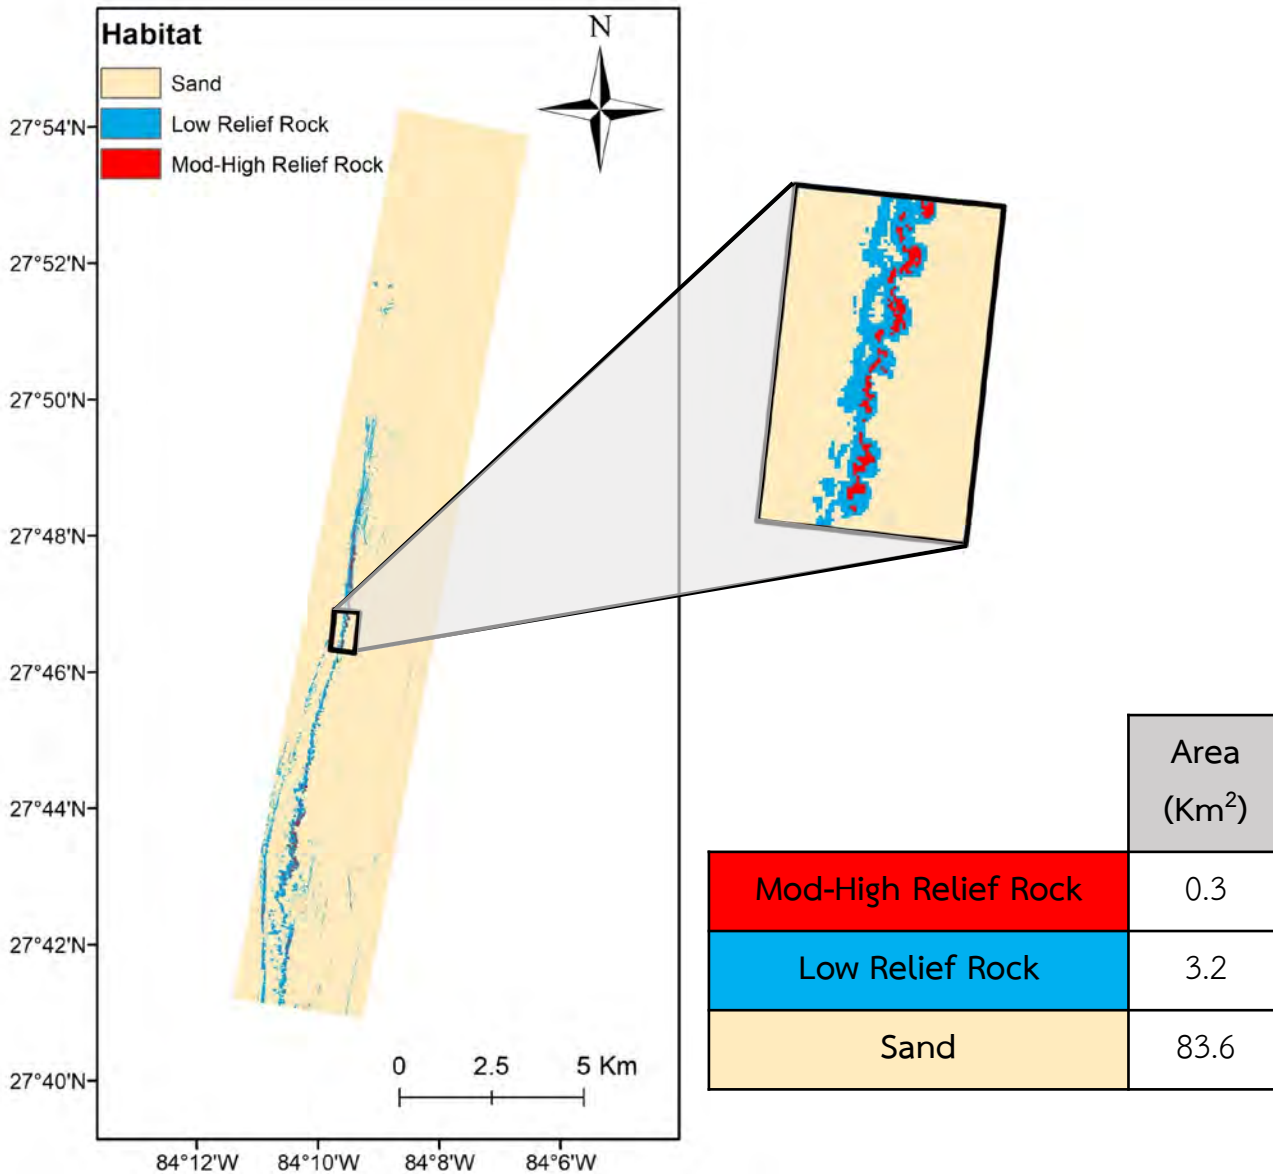 Habitat
Sand
Low Relief Rock
Mod-High Relief Rock
N
27°54'N
27°52'N
27°50'N
27°48'N
27°46'N
27°44'N
27°42'N
27°40'N
0 2.5 5 Km
84°12'W 84°10'W 84°8'W 84°6'W
Area
(Km²)
Mod-High Relief Rock 0.3
Low Relief Rock 3.2
Sand 83.6